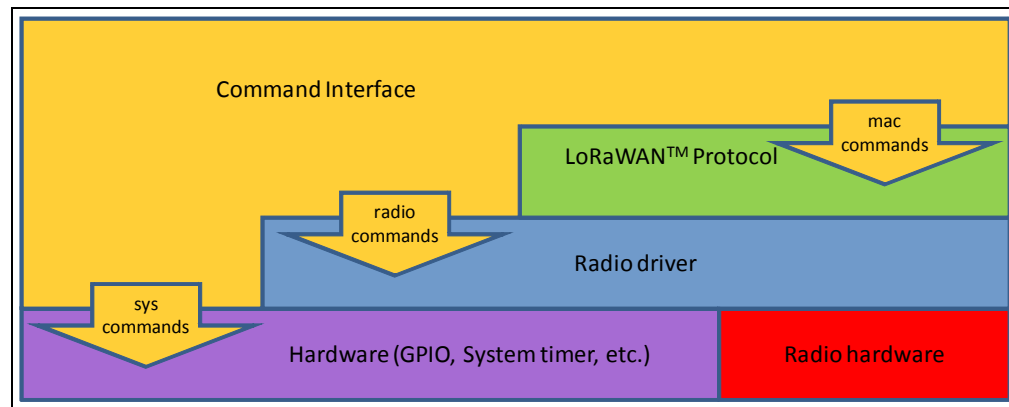 Command Interface
mac
commands
LoRaWAN™ Protocol
radio
commands
Radio driver
sys
commands
Hardware (GPIO, System timer, etc.)
Radio hardware